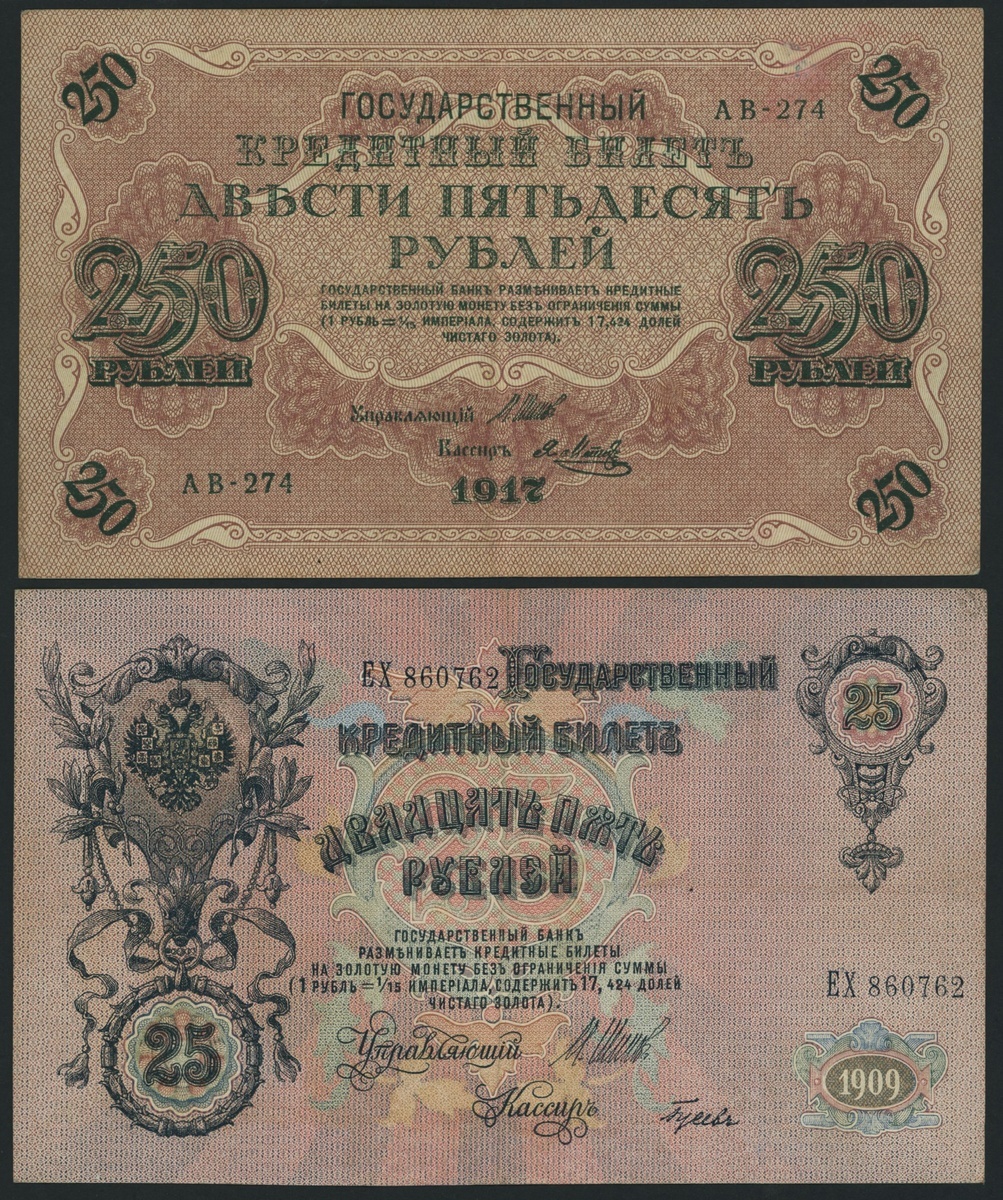 250
250
ГОСУДАРСТВЕННЫЙ АВ-274
КРЕДИТНЫЙ БИЛЕТЪ
ДВѢСТИ ПЯТЬДЕСЯТЪ
РУБЛЕЙ
250
РУБЛЕЙ
250
РУБЛЕЙ
ГОСУДАРСТВЕННЫЙ БАНКЪ РАЗМѢНИВАЕТЪ КРЕДИТНЫЕ
БИЛЕТЫ НА ЗОЛОТУЮ МОНЕТУ БЕЗЪ ОГРАНИЧЕНІЯ СУММЫ
(1 РУБЛЬ = 1/15 ИМПЕРІАЛА, СОДЕРЖИТЪ 17,424 ДОЛЕЙ
ЧИСТАГО ЗОЛОТА).
Управляющій
Кассиръ
АВ-274
1917
250
250
ЕХ 860762 ГОСУДАРСТВЕННЫЙ
КРЕДИТНЫЙ БИЛЕТЪ
25
ДВАДЦАТЬ ПѦТЬ
РУБЛЕЙ
25
ГОСУДАРСТВЕННЫЙ БАНКЪ
РАЗМѢНИВАЕТЪ КРЕДИТНЫЕ БИЛЕТЫ
НА ЗОЛОТУЮ МОНЕТУ БЕЗЪ ОГРАНИЧЕНІЯ СУММЫ
(1 РУБЛЬ = 1/15 ИМПЕРІАЛА, СОДЕРЖИТЪ 17, 424 ДОЛЕЙ
ЧИСТАГО ЗОЛОТА).
ЕХ 860762
25
Управляющій
Кассиръ Гусевъ
1909